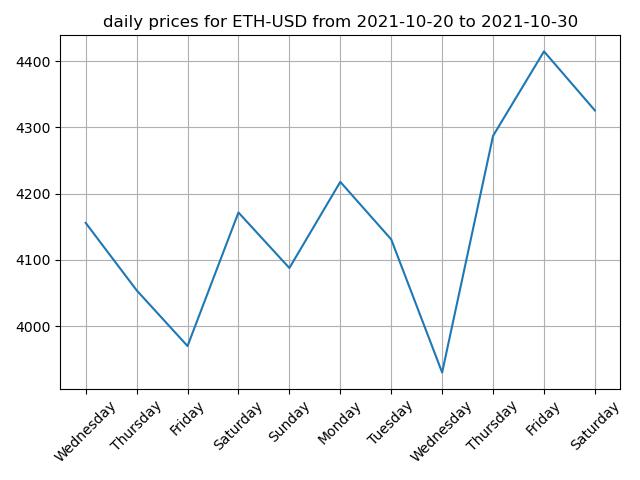 daily prices for ETH-USD from 2021-10-20 to 2021-10-30
4400
4300
4200
4100
4000
Wednesday
Thursday
Friday
Saturday
Sunday
Monday
Tuesday
Wednesday
Thursday
Friday
Saturday